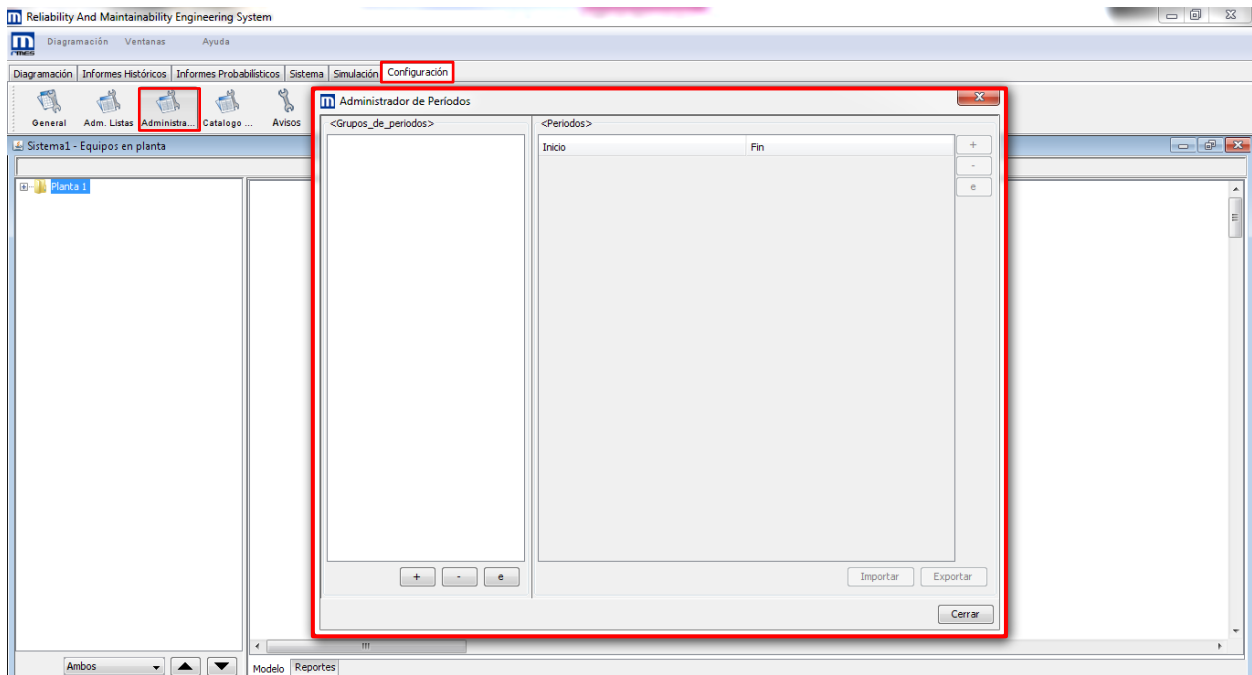 Reliability And Maintainability Engineering System
Diagramación Ventanas Ayuda
rmes
Diagramación Informes Históricos Informes Probabilísticos Sistema Simulación Configuración
General Adm. Listas Administra... Catalogo ... Avisos
Administrador de Períodos
<Grupos_de_periodos> <Periodos>
Inicio Fin
+
-
e
Sistema1 - Equipos en planta
Planta 1
+ - e
Importar Exportar
Cerrar
Ambos
Modelo Reportes